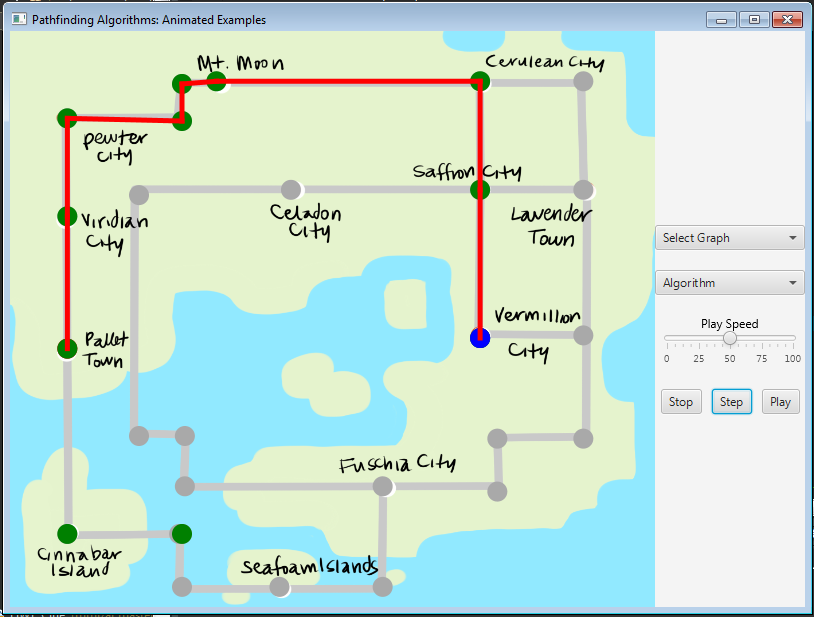 Pathfinding Algorithms: Animated Examples
Mt. Moon
Cerulean City
Pewter
City
Saffron City
Viridian
City
Celadon
City
Lavender
Town
Select Graph
Algorithm
Vermillion
City
Play Speed
0 25 50 75 100
Pallet
Town
Stop Step Play
Fuschia City
Cinnabar
Island
Seafoam Islands